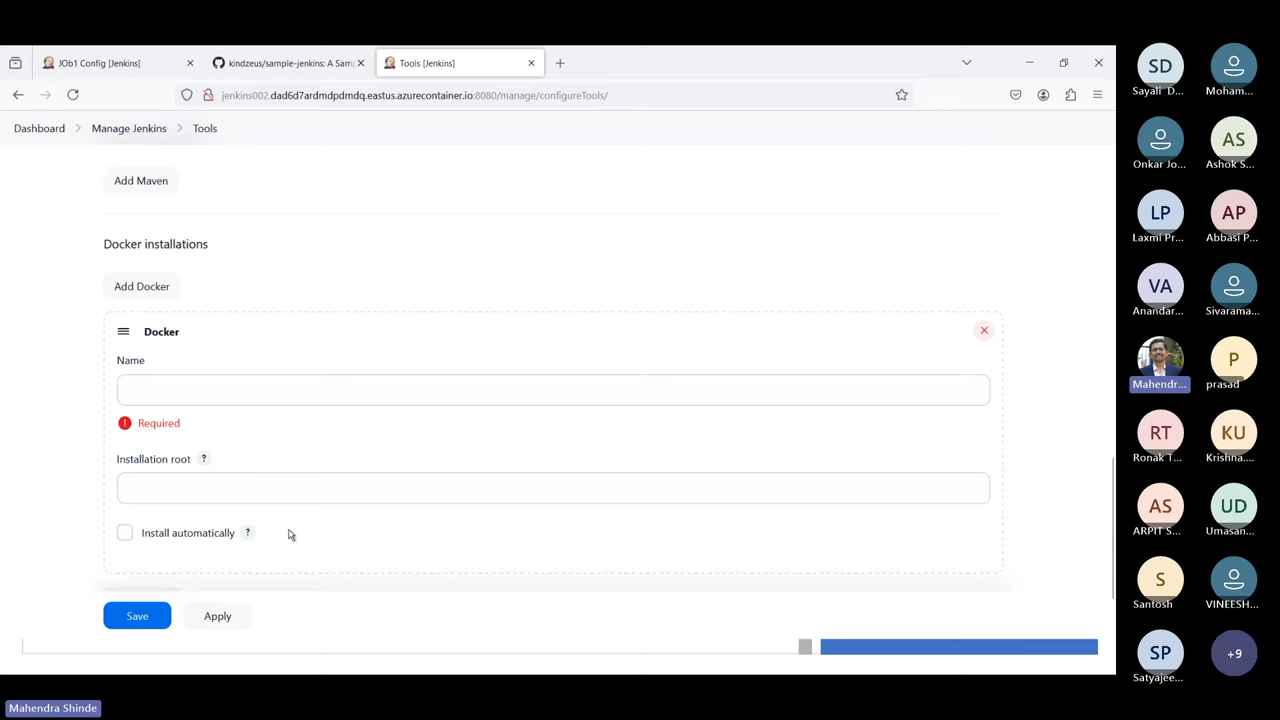 JOb1 Config [Jenkins]
kindzeus/sample-jenkins: A Sam
Tools [Jenkins]
jenkins002.dad6d7ardmdpdmdq.eastus.azurecontainer.io:8080/manage/configureTools/
Dashboard
Manage Jenkins
Tools
Add Maven
Docker installations
Add Docker
Docker
Name
Required
Installation root ?
Install automatically ?
Save
Apply
SD
Sayali D...
Moham...
Onkar Jo...
AS
Ashok S...
LP
Laxmi Pr...
AP
Abbasi P...
VA
Anandar...
Sivarama...
Mahendr...
P
prasad
RT
Ronak T...
KU
Krishna....
AS
ARPIT S...
UD
Umasan...
S
Santosh
VINEESH...
SP
Satyajee...
+9
Mahendra Shinde